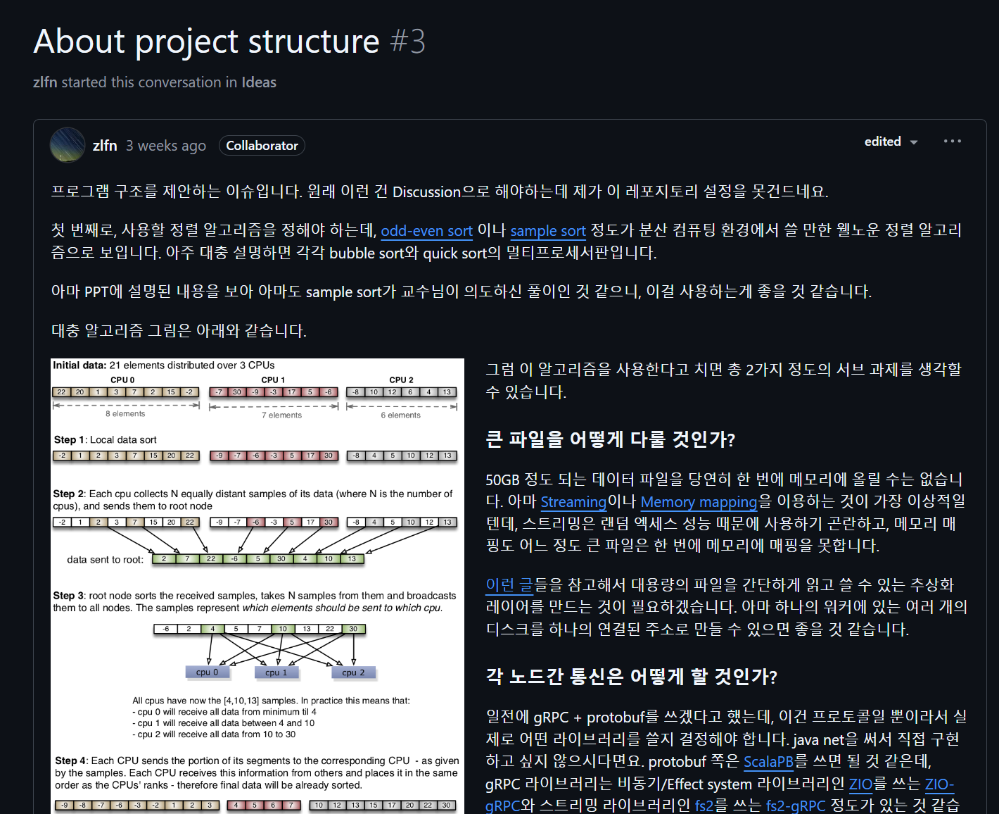 About project structure #3
zlfn started this conversation in Ideas
zlfn 3 weeks ago Collaborator
edited
프로그램 구조를 제안하는 이슈입니다. 원래 이런 건 Discussion으로 해야하는데 제가 이 레포지토리 설정을 못건드네요.
첫 번째로, 사용할 정렬 알고리즘을 정해야 하는데, odd-even sort 이나 sample sort 정도가 분산 컴퓨팅 환경에서 쓸 만한 웰노운 정렬 알고리
즘으로 보입니다. 아주 대충 설명하면 각각 bubble sort와 quick sort의 멀티프로세서판입니다.
아마 PPT에 설명된 내용을 보아 아마도 sample sort가 교수님이 의도하신 풀이인 것 같으니, 이걸 사용하는게 좋을 것 같습니다.
대충 알고리즘 그림은 아래와 같습니다.
Initial data: 21 elements distributed over 3 CPUs
CPU 0 CPU 1 CPU 2
22 20 1 3 7 2 15 -2 -7 30 -9 -3 17 5 -6 -8 10 12 6 4 13
8 elements 7 elements 6 elements
Step 1: Local data sort
-2 1 2 3 7 15 20 22 -9 -7 -6 -3 5 17 30 -8 4 5 10 12 13
Step 2: Each cpu collects N equally distant samples of its data (where N is the number of
cpus), and sends them to root node
-2 1 2 3 7 15 20 22 -9 -7 -6 -3 5 17 30 -8 4 5 10 12 13
data sent to root: 2 7 22 -6 5 30 4 10 13
Step 3: root node sorts the received samples, takes N samples from them and broadcasts
them to all nodes. The samples represent which elements should be sent to which cpu.
-6 2 4 5 7 10 13 22 30
cpu 0 cpu 1 cpu 2
All cpus have now the [4,10,13] samples. In practice this means that:
- cpu 0 will receive all data from minimum til 4
- cpu 1 will receive all data between 4 and 10
- cpu 2 will receive all data from 10 to 30
Step 4: Each CPU sends the portion of its segments to the corresponding CPU - as given
by the samples. Each CPU receives this information from others and places it in the same
order as the CPUs' ranks - therefore final data will be already sorted.
-9 -8 -7 -6 -3 -2 1 2 3 4 5 6 7 10 12 13 15 17 20 22 30
그럼 이 알고리즘을 사용한다고 치면 총 2가지 정도의 서브 과제를 생각할
수 있습니다.
큰 파일을 어떻게 다룰 것인가?
50GB 정도 되는 데이터 파일을 당연히 한 번에 메모리에 올릴 수는 없습니
다. 아마 Streaming이나 Memory mapping을 이용하는 것이 가장 이상적일
텐데, 스트리밍은 랜덤 엑세스 성능 때문에 사용하기 곤란하고, 메모리 매
핑도 어느 정도 큰 파일은 한 번에 메모리에 매핑을 못합니다.
이런 글들을 참고해서 대용량의 파일을 간단하게 읽고 쓸 수 있는 추상화
레이어를 만드는 것이 필요하겠습니다. 아마 하나의 워커에 있는 여러 개의
디스크를 하나의 연결된 주소로 만들 수 있으면 좋을 것 같습니다.
각 노드간 통신은 어떻게 할 것인가?
일전에 gRPC + protobuf를 쓰겠다고 했는데, 이건 프로토콜일 뿐이라서 실
제로 어떤 라이브러리를 쓸지 결정해야 합니다. java net을 써서 직접 구현
하고 싶지 않으시다면요. protobuf 쪽은 ScalaPB를 쓰면 될 것 같은데,
gRPC 라이브러리는 비동기/Effect system 라이브러리인 ZIO를 쓰는 ZIO-
gRPC와 스트리밍 라이브러리인 fs2를 쓰는 fs2-gRPC 정도가 있는 것 같습